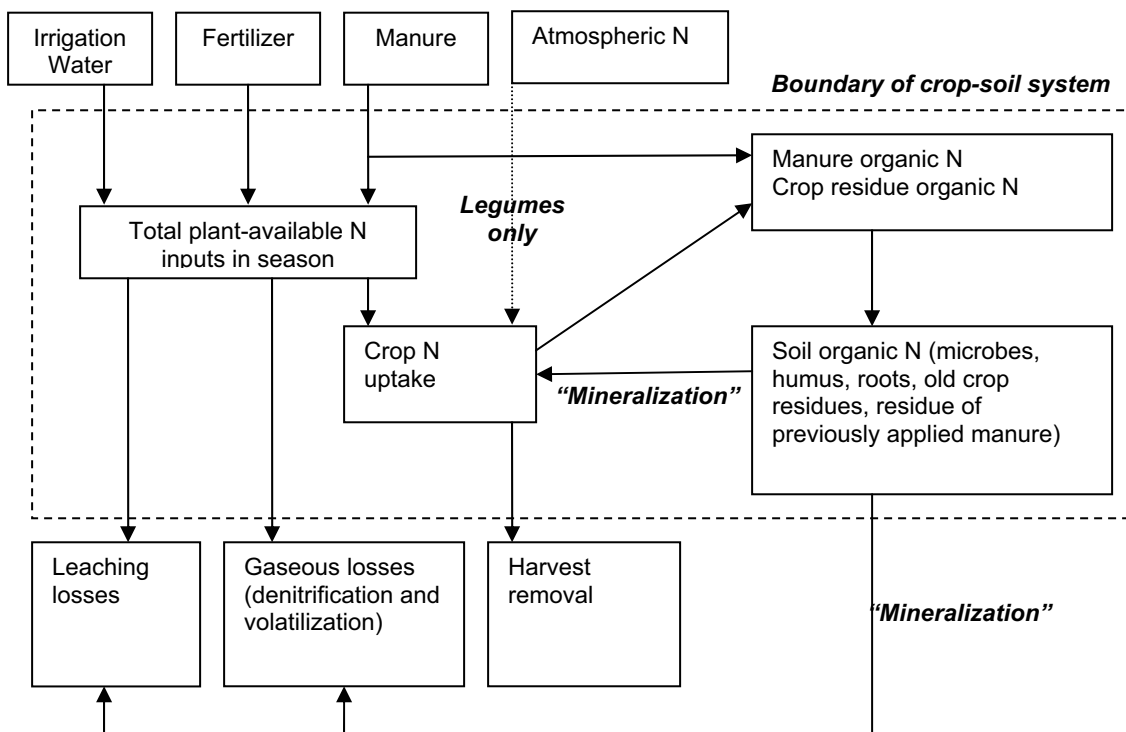 Irrigation
Water
Fertilizer
Manure
Atmospheric N
Boundary of crop-soil system
Manure organic N
Crop residue organic N
Total plant-available N
inputs in season
Legumes
only
Crop N
uptake
“Mineralization”
Soil organic N (microbes,
humus, roots, old crop
residues, residue of
previously applied manure)
Leaching
losses
Gaseous losses
(denitrification and
volatilization)
Harvest
removal
“Mineralization”